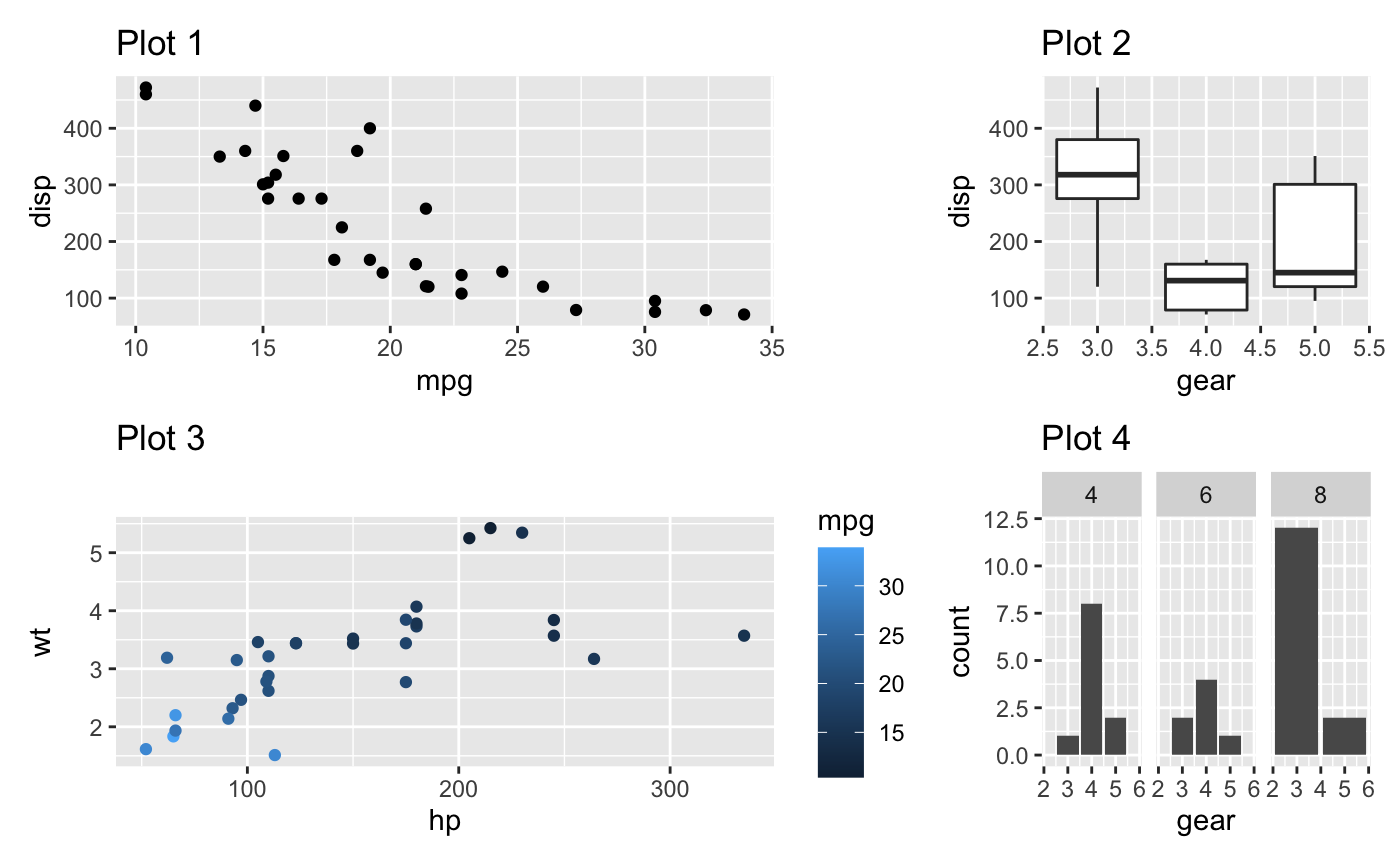 Plot 1
disp
400
300
200
100
10 15 20 25 30 35
mpg
Plot 2
disp
400
300
200
100
2.5 3.0 3.5 4.0 4.5 5.0 5.5
gear
Plot 3
wt
5
4
3
2
100 200 300
hp
mpg
30
25
20
15
Plot 4
4 6 8
count
12.5
10.0
7.5
5.0
2.5
0.0
2 3 4 5 6 2 3 4 5 6 2 3 4 5 6
gear